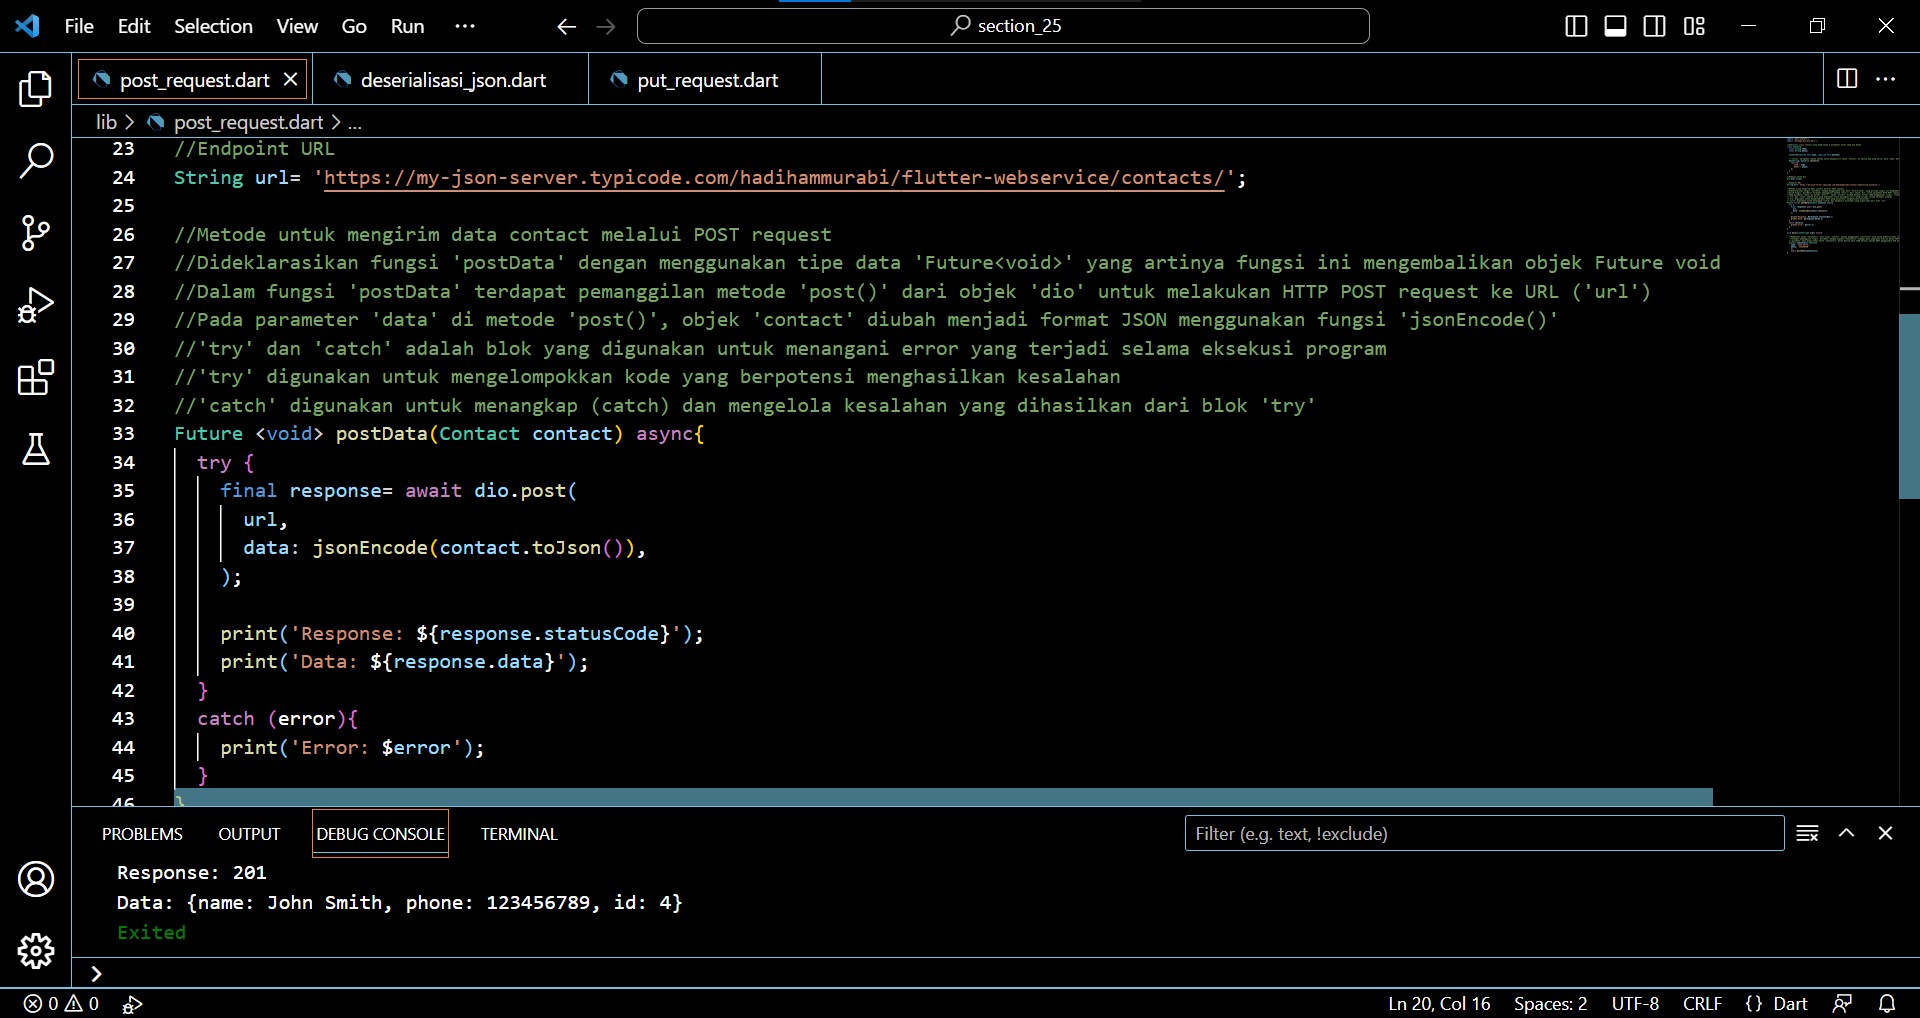 File Edit Selection View Go Run ··· section_25
post_request.dart deserialisasi_json.dart put_request.dart
lib > post_request.dart > ...
23 //Endpoint URL
24 String url= 'https://my-json-server.typicode.com/hadihammurabi/flutter-webservice/contacts/';
25
26 //Metode untuk mengirim data contact melalui POST request
27 //Dideklarasikan fungsi 'postData' dengan menggunakan tipe data 'Future<void>' yang artinya fungsi ini mengembalikan objek Future void
28 //Dalam fungsi 'postData' terdapat pemanggilan metode 'post()' dari objek 'dio' untuk melakukan HTTP POST request ke URL ('url')
29 //Pada parameter 'data' di metode 'post()', objek 'contact' diubah menjadi format JSON menggunakan fungsi 'jsonEncode()'
30 //'try' dan 'catch' adalah blok yang digunakan untuk menangani error yang terjadi selama eksekusi program
31 //'try' digunakan untuk mengelompokkan kode yang berpotensi menghasilkan kesalahan
32 //'catch' digunakan untuk menangkap (catch) dan mengelola kesalahan yang dihasilkan dari blok 'try'
33 Future <void> postData(Contact contact) async{
34 try {
35 final response= await dio.post(
36 url,
37 data: jsonEncode(contact.toJson()),
38 );
39
40 print('Response: ${response.statusCode}');
41 print('Data: ${response.data}');
42 }
43 catch (error){
44 print('Error: $error');
45 }
46 }
PROBLEMS OUTPUT DEBUG CONSOLE TERMINAL Filter (e.g. text, !exclude)
Response: 201
Data: {name: John Smith, phone: 123456789, id: 4}
Exited
>
0 0 Ln 20, Col 16 Spaces: 2 UTF-8 CRLF {} Dart